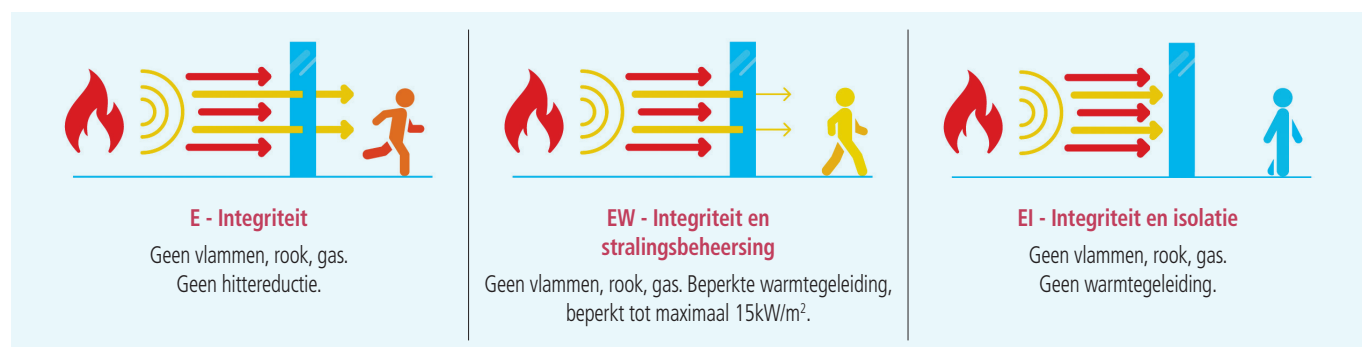 E - Integriteit
Geen vlammen, rook, gas.
Geen hittereductie.
EW - Integriteit en
stralingsbeheersing
Geen vlammen, rook, gas. Beperkte warmtegeleiding,
beperkt tot maximaal 15kW/m².
EI - Integriteit en isolatie
Geen vlammen, rook, gas.
Geen warmtegeleiding.